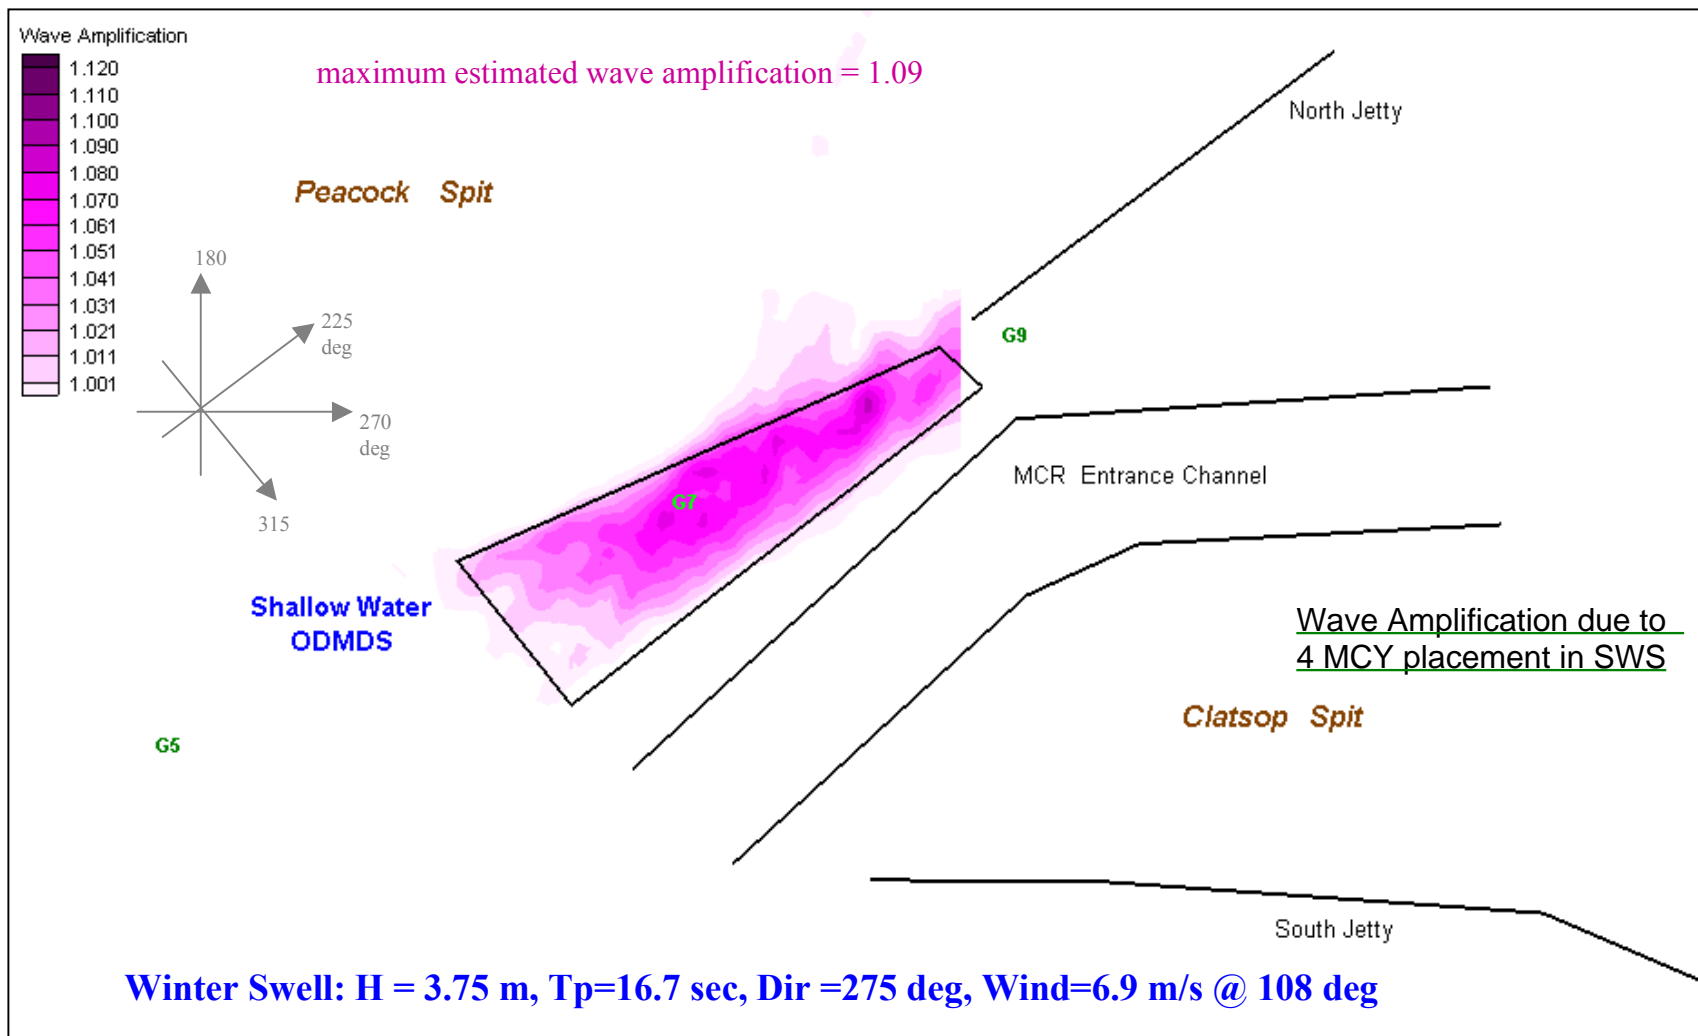 Wave Amplification
1.120
1.110
1.100
1.090
1.080
1.070
1.061
1.051
1.041
1.031
1.021
1.011
1.001
maximum estimated wave amplification = 1.09
North Jetty
Peacock Spit
180
225
deg
270
deg
315
G9
MCR Entrance Channel
G7
Shallow Water
ODMDS
Wave Amplification due to
4 MCY placement in SWS
Clatsop Spit
G5
South Jetty
Winter Swell: H = 3.75 m, Tp=16.7 sec, Dir =275 deg, Wind=6.9 m/s @ 108 deg